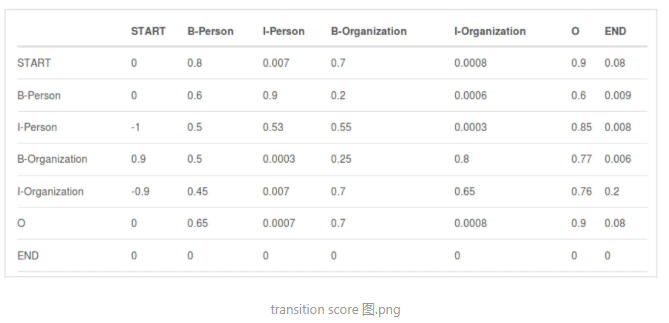 START B-Person I-Person B-Organization I-Organization O END
START 0 0.8 0.007 0.7 0.0008 0.9 0.08
B-Person 0 0.6 0.9 0.2 0.0006 0.6 0.009
I-Person -1 0.5 0.53 0.55 0.0003 0.85 0.008
B-Organization 0.9 0.5 0.0003 0.25 0.8 0.77 0.006
I-Organization -0.9 0.45 0.007 0.7 0.65 0.76 0.2
O 0 0.65 0.0007 0.7 0.0008 0.9 0.08
END 0 0 0 0 0 0 0
transition score 图.png